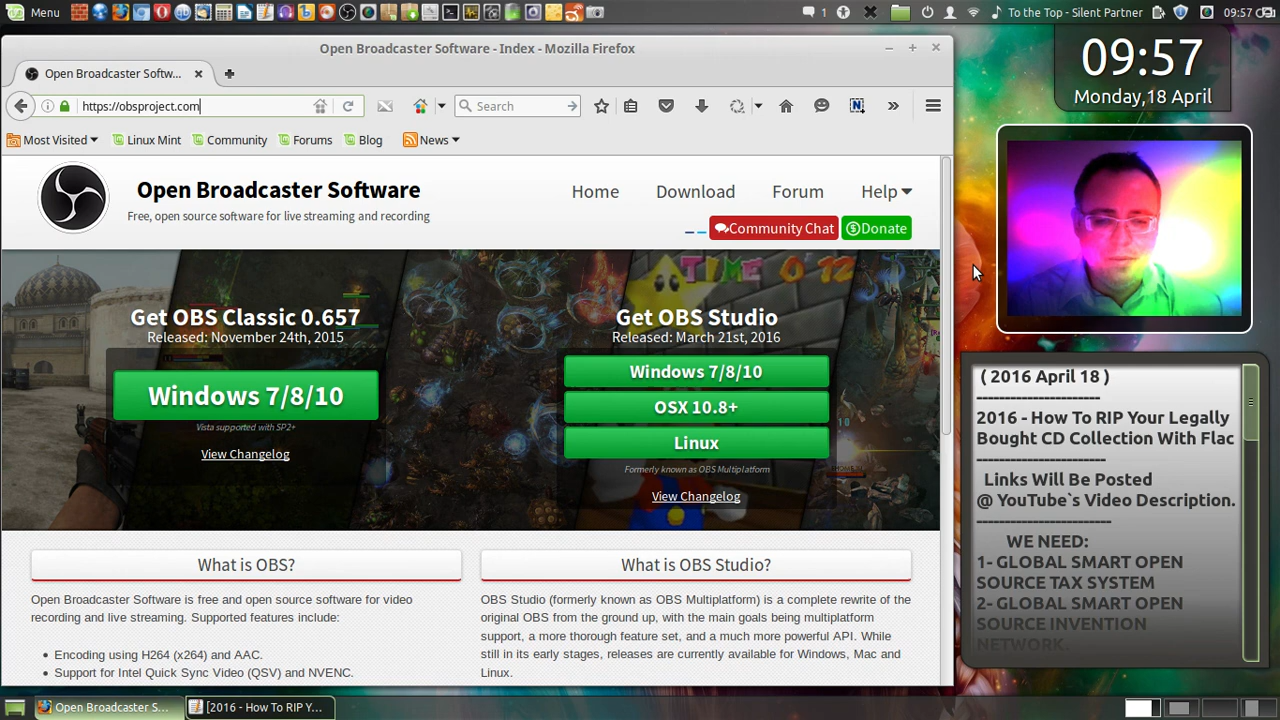 Menu
1
To the Top - Silent Partner
09:57
Open Broadcaster Software - Index - Mozilla Firefox
Open Broadcaster Softw...
https://obsproject.com
Search
Most Visited
Linux Mint
Community
Forums
Blog
News
Open Broadcaster Software
Free, open source software for live streaming and recording
Home
Download
Forum
Help
Community Chat
Donate
TIME 0'12
Get OBS Classic 0.657
Released: November 24th, 2015
Windows 7/8/10
Vista supported with SP2+
View Changelog
Get OBS Studio
Released: March 21st, 2016
Windows 7/8/10
OSX 10.8+
Linux
Formerly known as OBS Multiplatform
View Changelog
What is OBS?
Open Broadcaster Software is free and open source software for video
recording and live streaming. Supported features include:
Encoding using H264 (x264) and AAC.
Support for Intel Quick Sync Video (QSV) and NVENC.
What is OBS Studio?
OBS Studio (formerly known as OBS Multiplatform) is a complete rewrite of the
original OBS from the ground up, with the main goals being multiplatform
support, a more thorough feature set, and a much more powerful API. While
still in its early stages, releases are currently available for Windows, Mac and
Linux.
09:57
Monday,18 April
( 2016 April 18 )
---------------------
2016 - How To RIP Your Legally
Bought CD Collection With Flac
----------------------
Links Will Be Posted
@ YouTube`s Video Description.
-----------------------
WE NEED:
1- GLOBAL SMART OPEN
SOURCE TAX SYSTEM
2- GLOBAL SMART OPEN
SOURCE INVENTION
NETWORK.
Open Broadcaster S...
[2016 - How To RIP Y...